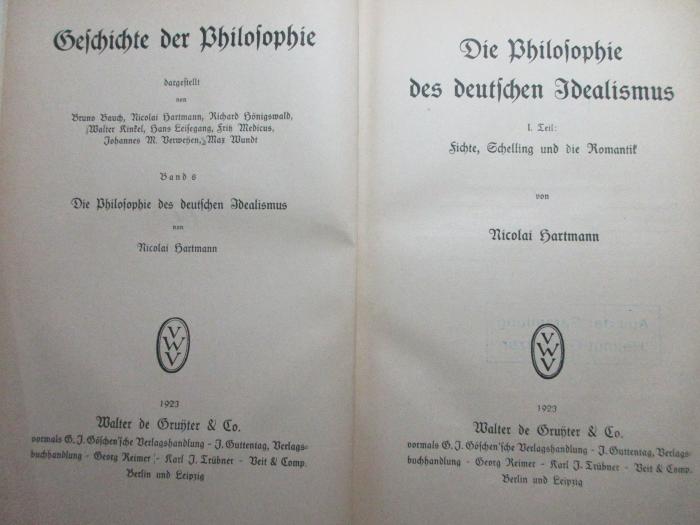 Geschichte der Philosophie
dargestellt
von
Bruno Bauch, Nicolai Hartmann, Richard Hönigswald,
Walter Kinkel, Hans Leisegang, Fritz Medicus,
Johannes M. Verweyen, Max Wundt
Band 8
Die Philosophie des deutschen Idealismus
von
Nicolai Hartmann
VWV
1923
Walter de Gruyter & Co.
vormals G. J. Göschen'sche Verlagshandlung - J. Guttentag, Verlags-
buchhandlung - Georg Reimer - Karl J. Trübner - Veit & Comp.
Berlin und Leipzig
Die Philosophie
des deutschen Idealismus
I. Teil:
Fichte, Schelling und die Romantik
von
Nicolai Hartmann
VWV
1923
Walter de Gruyter & Co.
vormals G. J. Göschen'sche Verlagshandlung - J. Guttentag, Verlags-
buchhandlung - Georg Reimer - Karl J. Trübner - Veit & Comp.
Berlin und Leipzig